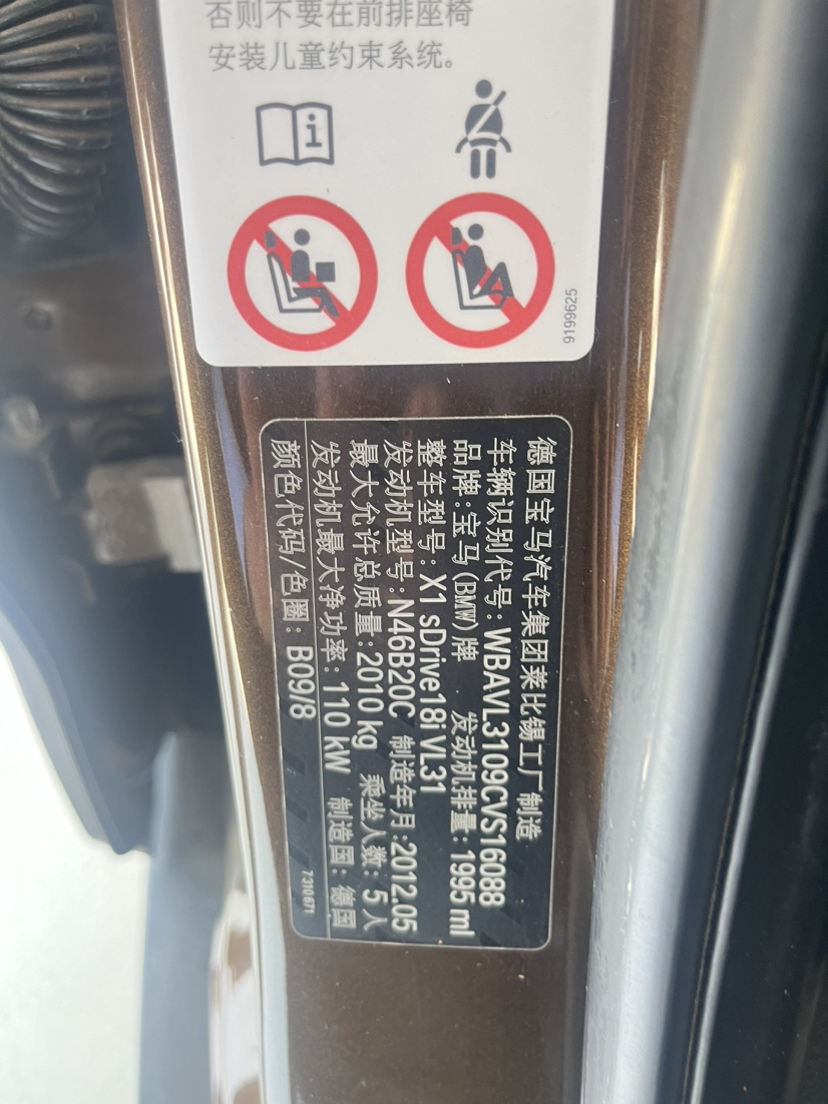 否则不要在前排座椅
安装儿童约束系统。
9199625
德国宝马汽车集团莱比锡工厂 制造
车辆识别代号: WBAVL3109CVS16088
品牌:宝马(BMW)牌 发动机排量: 1995 ml
整车型号: X1 sDrive18i VL31
发动机型号: N46B20C 制造年月:2012.05
最大允许总质量:2010 kg 乘坐人数: 5 人
发动机最大净功率: 110 kW 制造国: 德国
颜色代码/色圈: B09/8